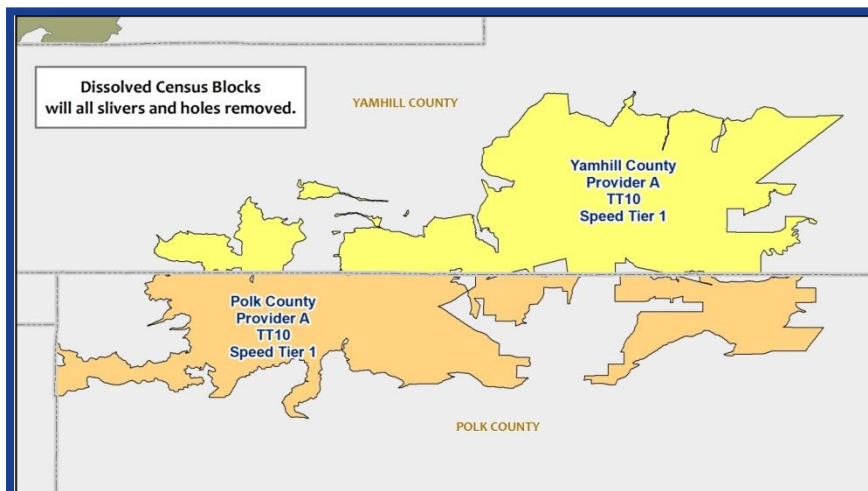 Dissolved Census Blocks
will all slivers and holes removed.
YAMHILL COUNTY
Yamhill County
Provider A
TT10
Speed Tier 1
Polk County
Provider A
TT10
Speed Tier 1
POLK COUNTY